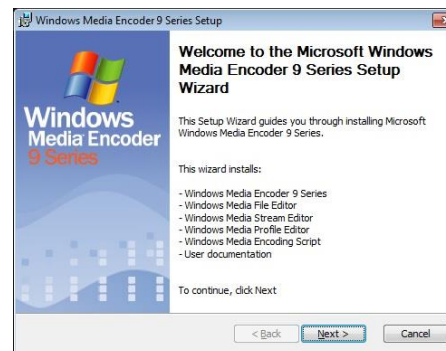 Windows Media Encoder 9 Series Setup
Windows
Media Encoder
9 Series
Welcome to the Microsoft Windows
Media Encoder 9 Series Setup
Wizard
This Setup Wizard guides you through installing Microsoft
Windows Media Encoder 9 Series.
This wizard installs:
- Windows Media Encoder 9 Series
- Windows Media File Editor
- Windows Media Stream Editor
- Windows Media Profile Editor
- Windows Media Encoding Script
- User documentation
To continue, click Next
< Back
Next >
Cancel